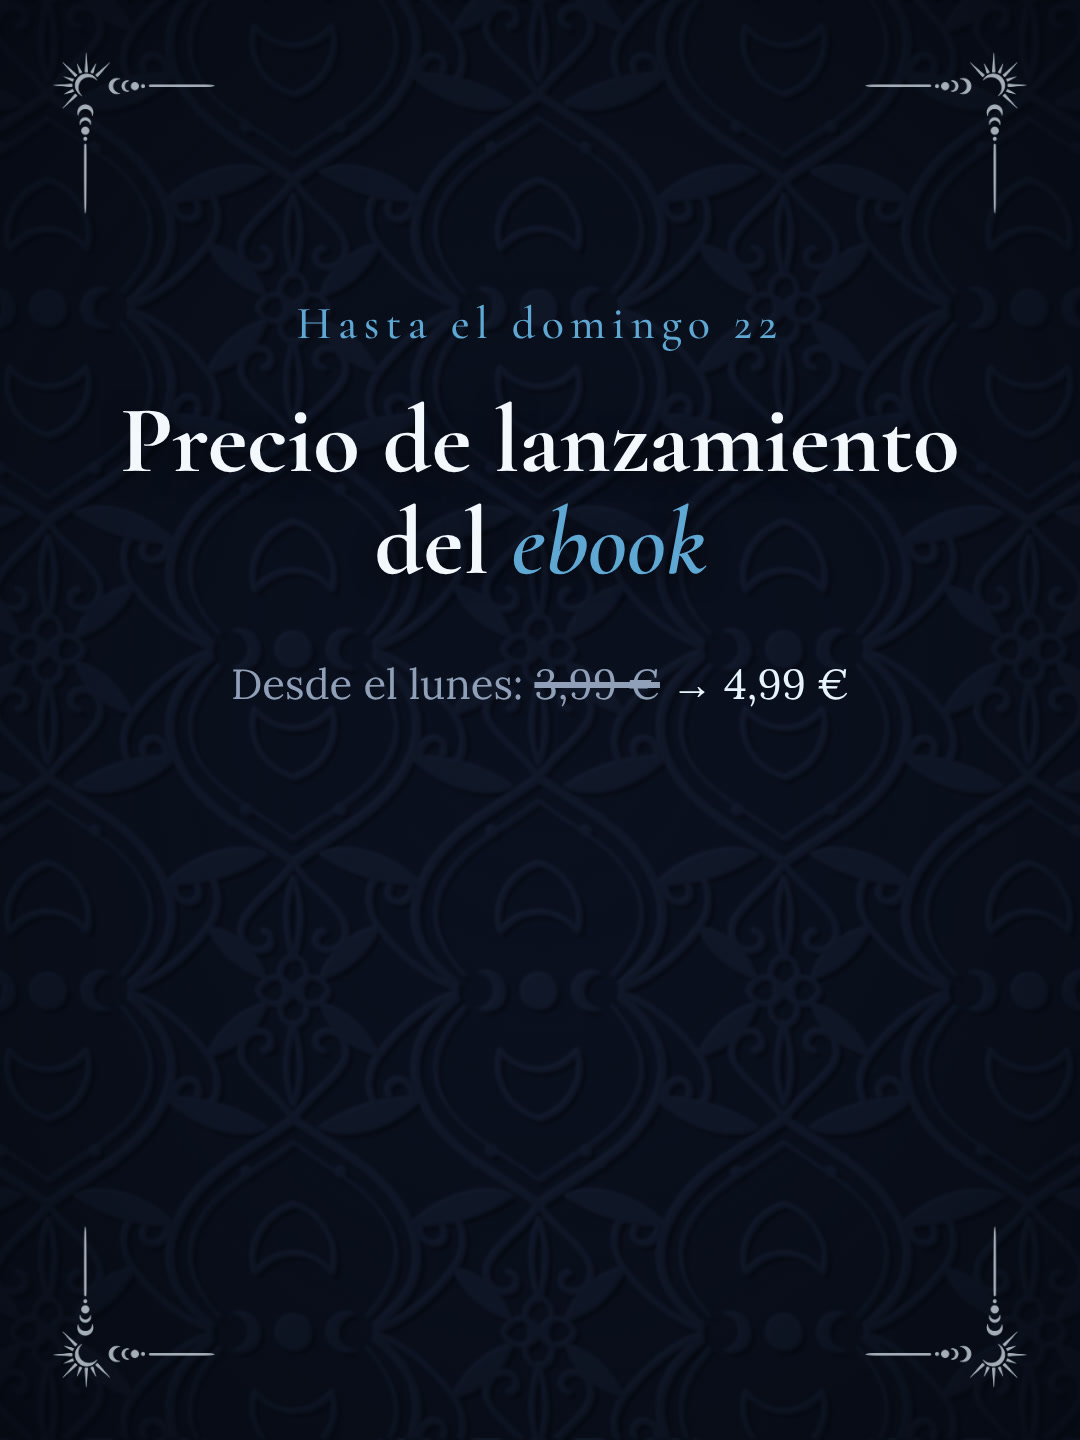 Hasta el domingo 22
Precio de lanzamiento
del ebook
Desde el lunes: 3,99 € → 4,99 €